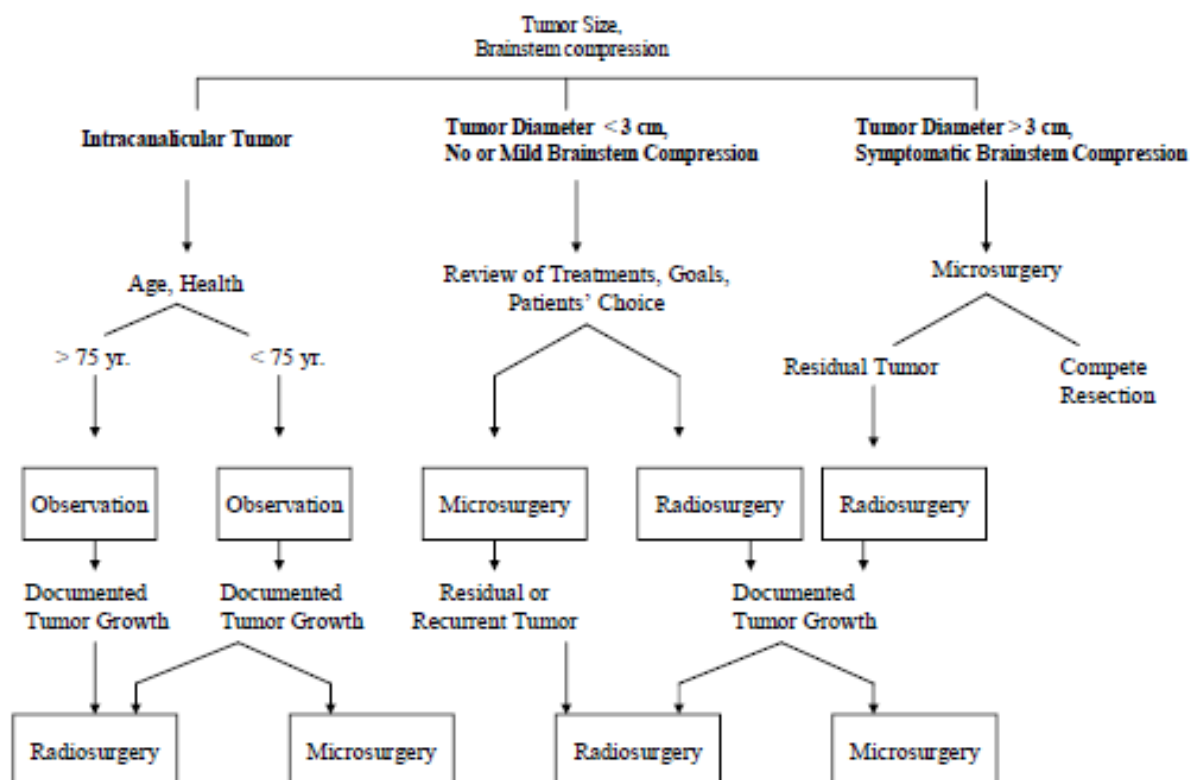 Tumor Size,
Brainstem compression
Intracanalicular Tumor
Tumor Diameter < 3 cm,
No or Mild Brainstem Compression
Tumor Diameter > 3 cm,
Symptomatic Brainstem Compression
Age, Health
Review of Treatments, Goals,
Patients’ Choice
Microsurgery
> 75 yr.
< 75 yr.
Residual Tumor
Compete
Resection
Observation
Observation
Microsurgery
Radiosurgery
Radiosurgery
Documented
Tumor Growth
Documented
Tumor Growth
Residual or
Recurrent Tumor
Documented
Tumor Growth
Radiosurgery
Microsurgery
Radiosurgery
Microsurgery